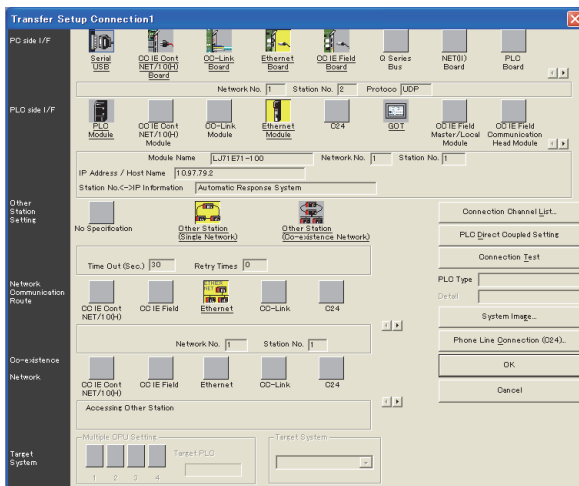 Transfer Setup Connection1
PC side I/F
Serial USB
CC IE Cont NET/10(H) Board
CC-Link Board
Ethernet Board
CC IE Field Board
Q Series Bus
NET(II) Board
PLC Board
Network No. 1 Station No. 2 Protoco UDP
PLC side I/F
PLC Module
CC IE Cont NET/10(H) Module
CC-Link Module
Ethernet Module
C24
GOT
CC IE Field Master/Local Module
CC IE Field Communication Head Module
Module Name LJ71E71-100 Network No. 1 Station No. 1
IP Address / Host Name 10.97.79.2
Station No.<->IP Information Automatic Response System
Other Station Setting
No Specification
Other Station (Single Network)
Other Station (Co-existence Network)
Time Out (Sec.) 30 Retry Times 0
Connection Channel List...
PLC Direct Coupled Setting
Connection Test
PLC Type
Detail
System Image...
Phone Line Connection (C24)..
OK
Cancel
Network Communication Route
CC IE Cont NET/10(H)
CC IE Field
ETHER NET
Ethernet
CC-Link
C24
Network No. 1 Station No. 1
Co-existence Network
CC IE Cont NET/10(H)
CC IE Field
Ethernet
CC-Link
C24
Accessing Other Station
Target System
Multiple CPU Setting
1 2 3 4
Target PLC
Target System